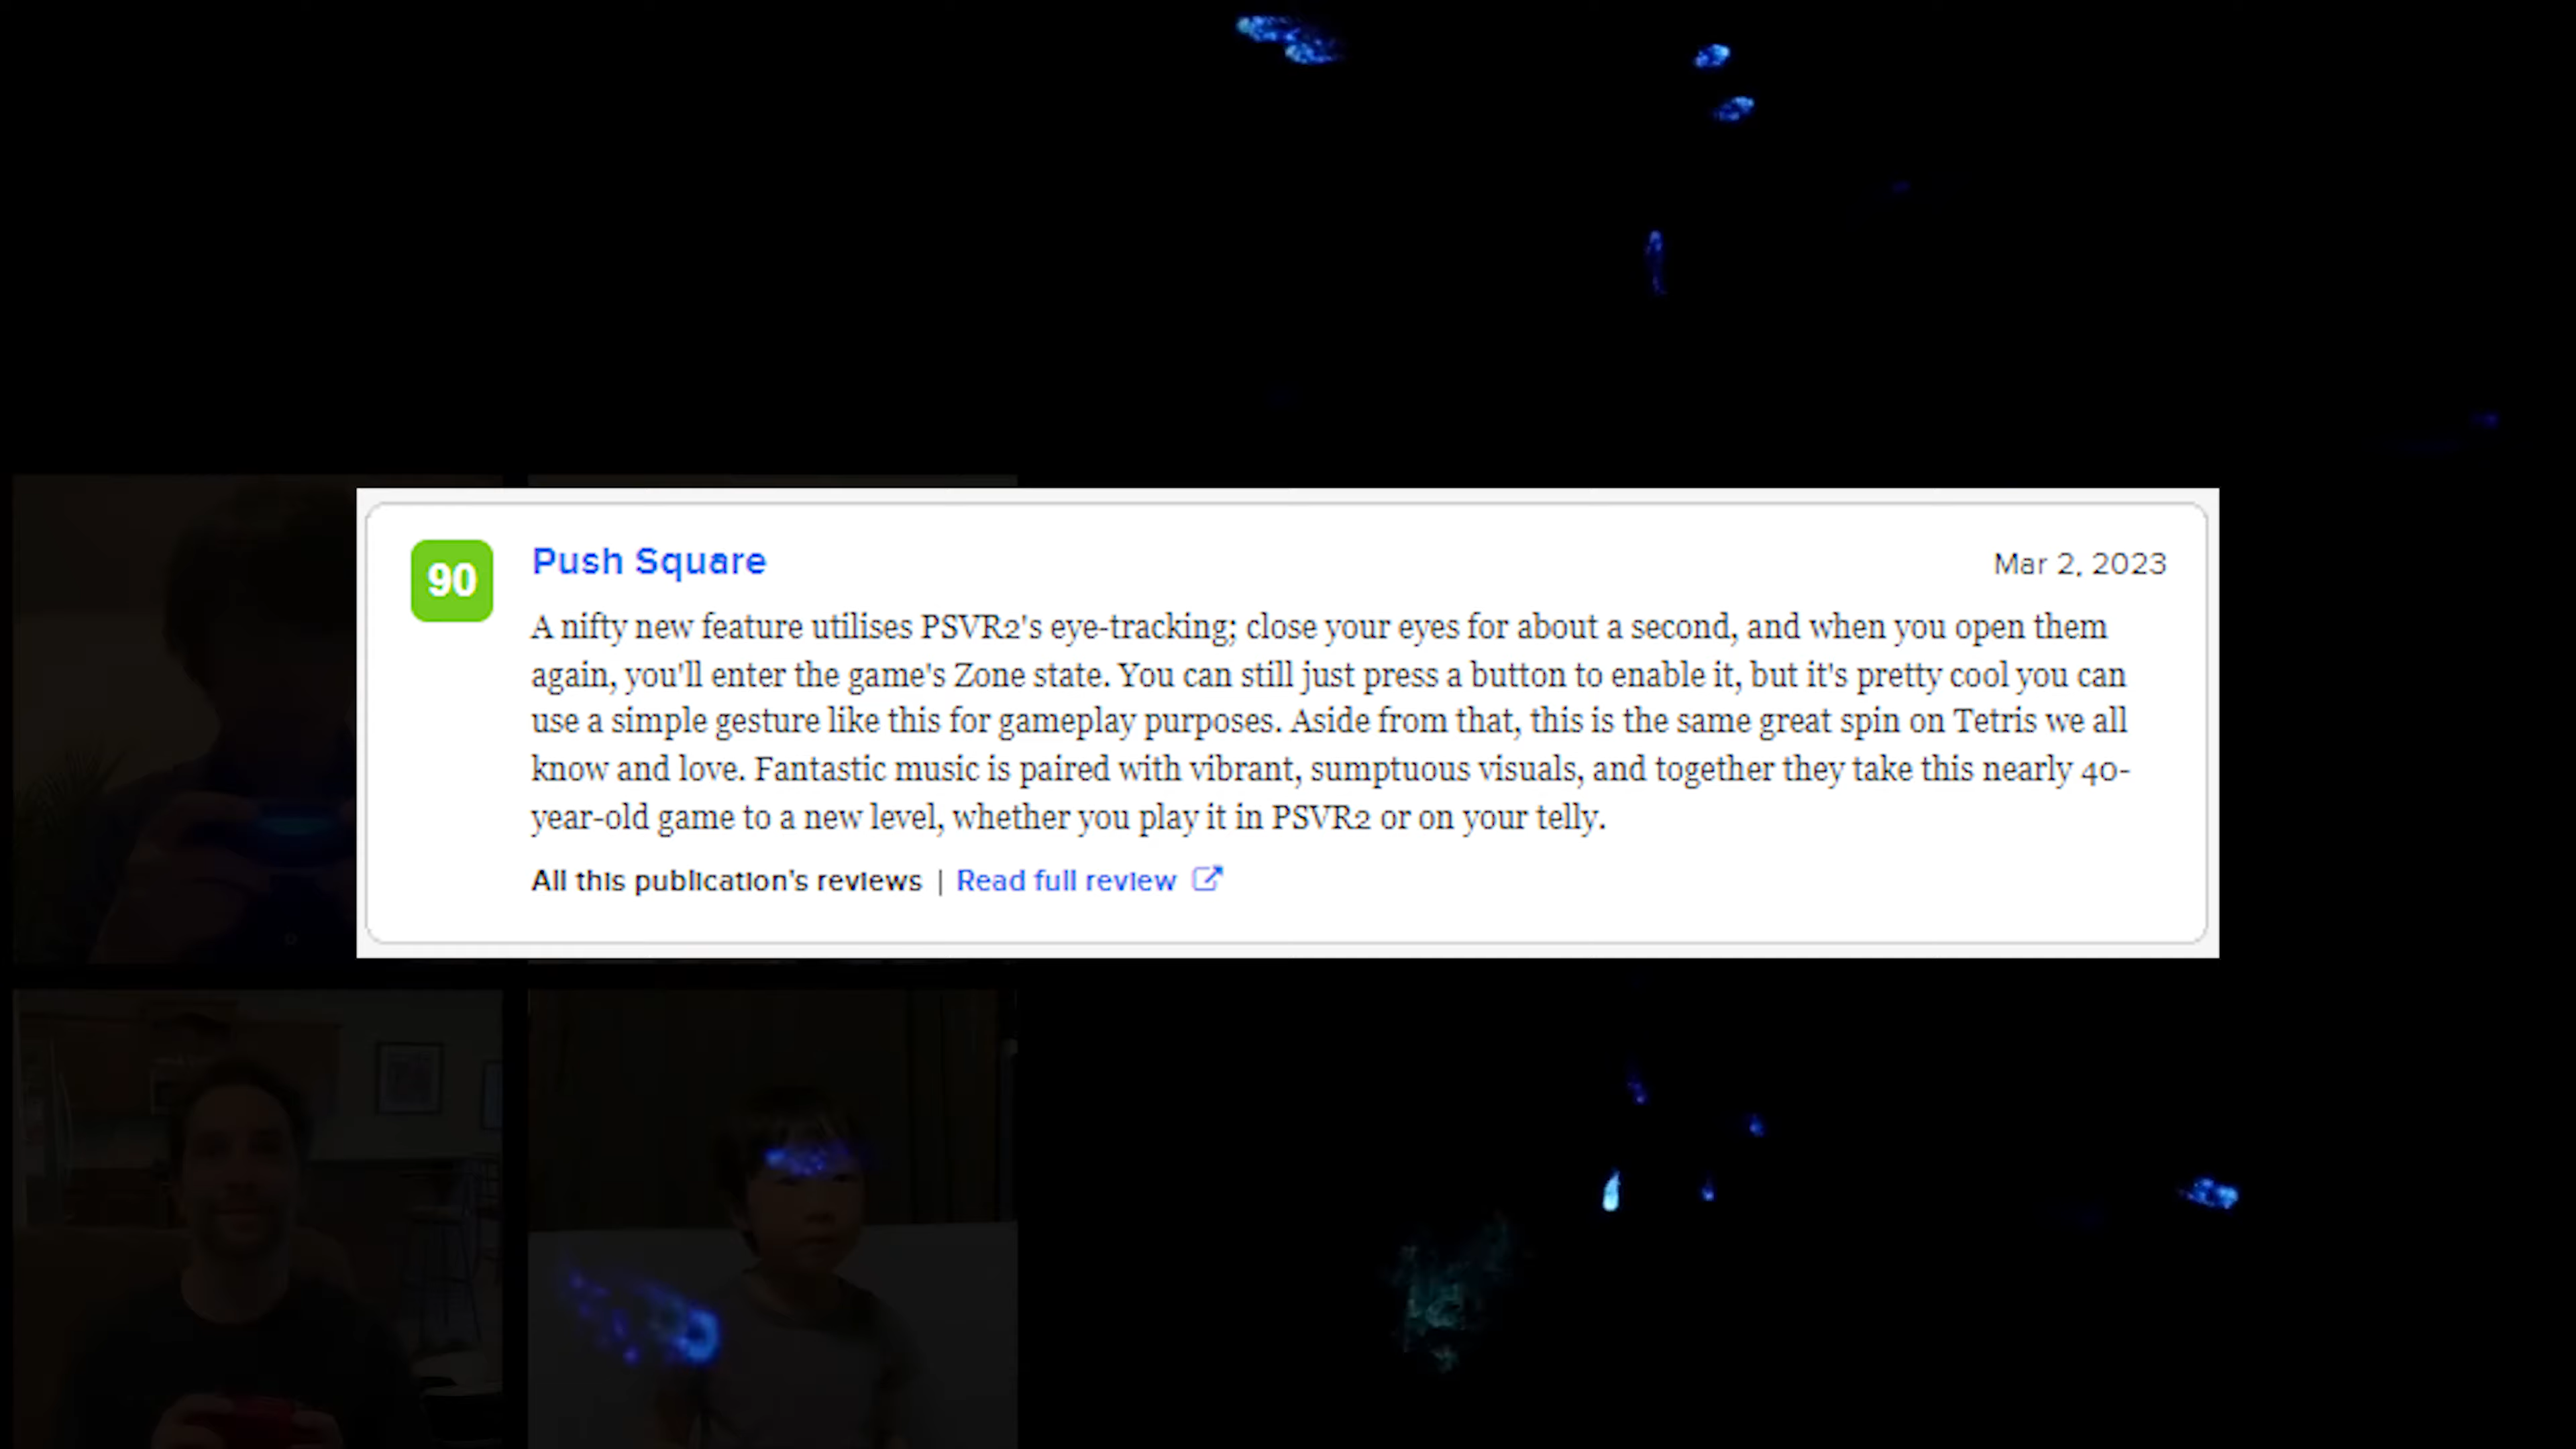 90
Push Square
Mar 2, 2023
A nifty new feature utilises PSVR2's eye-tracking; close your eyes for about a second, and when you open them
again, you'll enter the game's Zone state. You can still just press a button to enable it, but it's pretty cool you can
use a simple gesture like this for gameplay purposes. Aside from that, this is the same great spin on Tetris we all
know and love. Fantastic music is paired with vibrant, sumptuous visuals, and together they take this nearly 40-
year-old game to a new level, whether you play it in PSVR2 or on your telly.
All this publication's reviews | Read full review